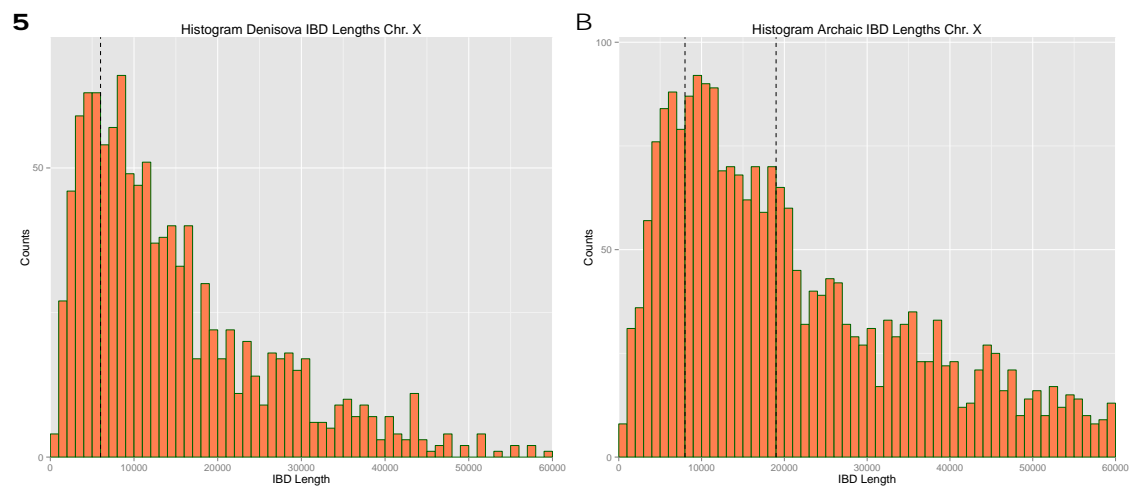 5
Histogram Denisova IBD Lengths Chr. X
Counts
50
0
0 10000 20000 30000 40000 50000 60000
IBD Length
B
Histogram Archaic IBD Lengths Chr. X
Counts
100
50
0
0 10000 20000 30000 40000 50000 60000
IBD Length